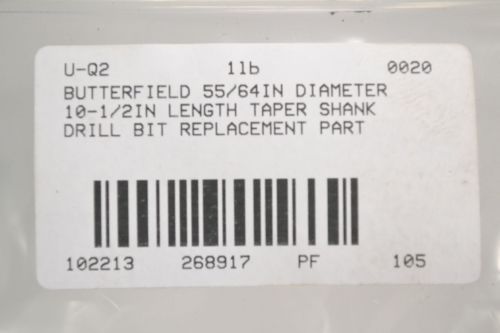 U-Q2 1lb 0020
BUTTERFIELD 55/64IN DIAMETER
10-1/2IN LENGTH TAPER SHANK
DRILL BIT REPLACEMENT PART
102213 268917 PF 105